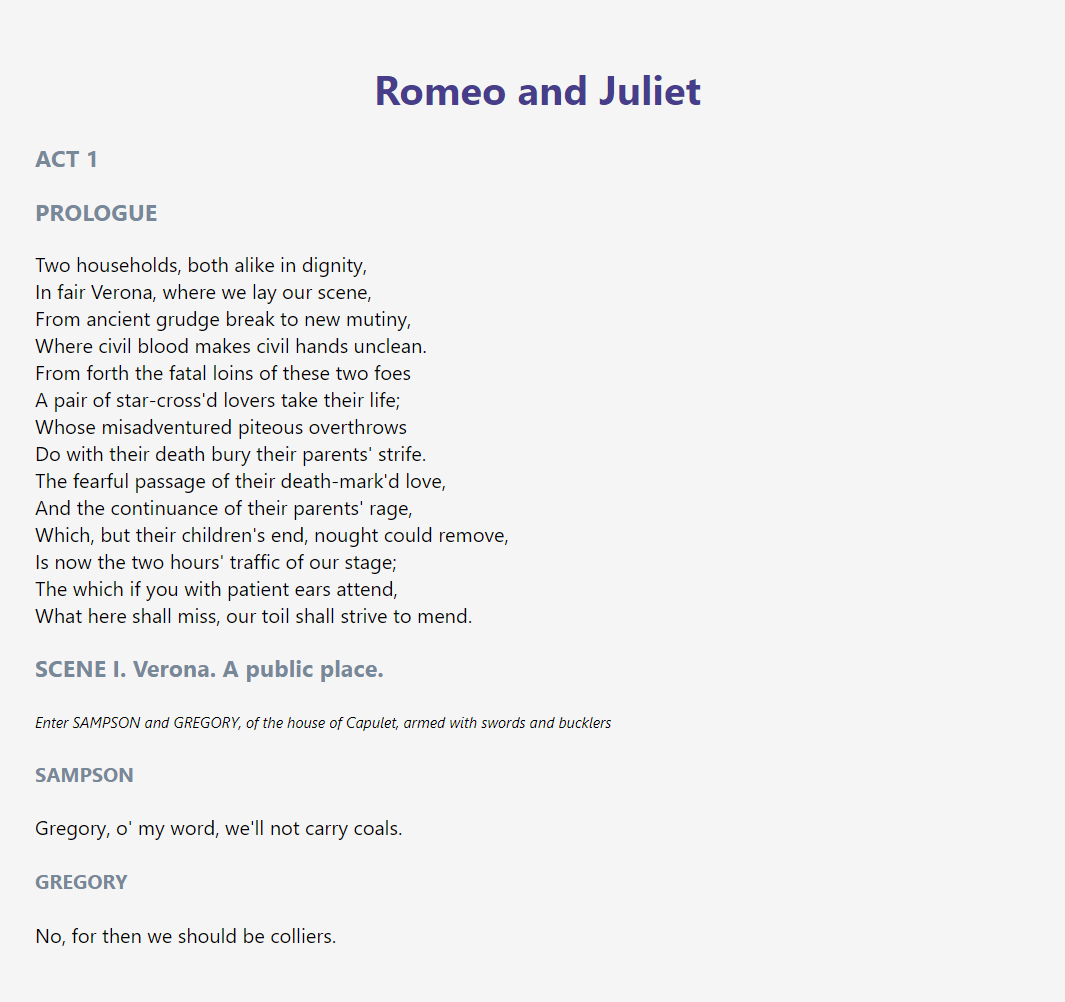 Romeo and Juliet
ACT 1
PROLOGUE
Two households, both alike in dignity,
In fair Verona, where we lay our scene,
From ancient grudge break to new mutiny,
Where civil blood makes civil hands unclean.
From forth the fatal loins of these two foes
A pair of star-cross'd lovers take their life;
Whose misadventured piteous overthrows
Do with their death bury their parents' strife.
The fearful passage of their death-mark'd love,
And the continuance of their parents' rage,
Which, but their children's end, nought could remove,
Is now the two hours' traffic of our stage;
The which if you with patient ears attend,
What here shall miss, our toil shall strive to mend.
SCENE I. Verona. A public place.
Enter SAMPSON and GREGORY, of the house of Capulet, armed with swords and bucklers
SAMPSON
Gregory, o' my word, we'll not carry coals.
GREGORY
No, for then we should be colliers.